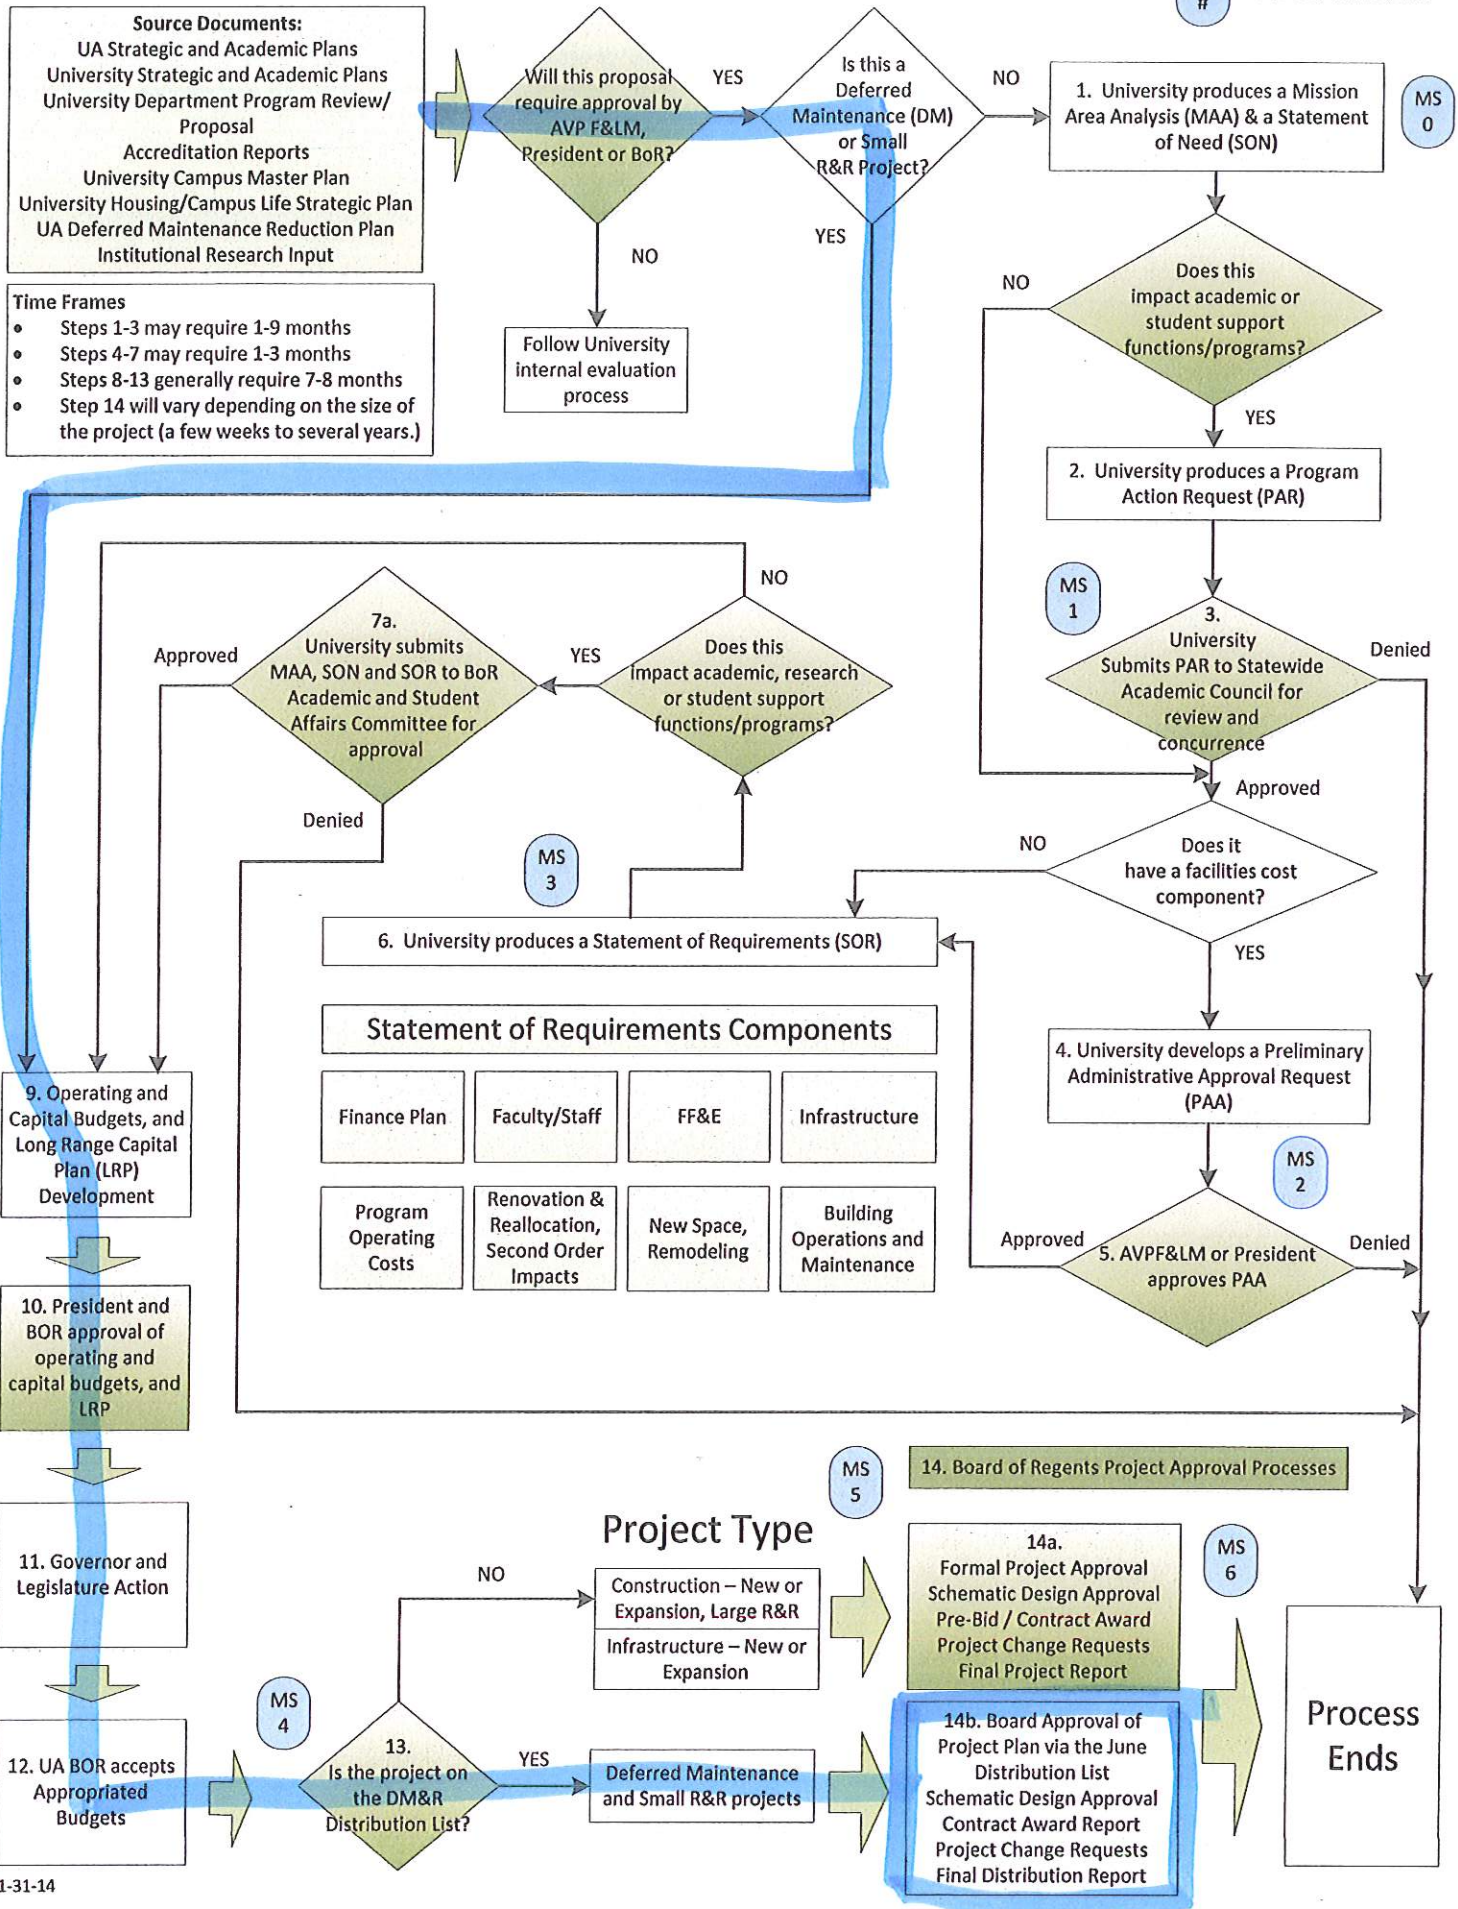 #
Source Documents:
UA Strategic and Academic Plans
University Strategic and Academic Plans
University Department Program Review/
Proposal
Accreditation Reports
University Campus Master Plan
University Housing/Campus Life Strategic Plan
UA Deferred Maintenance Reduction Plan
Institutional Research Input
Will this proposal
require approval by
AVP F&LM,
President or BoR?
YES
NO
Follow University
internal evaluation
process
Is this a
Deferred
Maintenance (DM)
or Small
R&R Project?
NO
YES
1. University produces a Mission
Area Analysis (MAA) & a Statement
of Need (SON)
MS
0
Time Frames
• Steps 1-3 may require 1-9 months
• Steps 4-7 may require 1-3 months
• Steps 8-13 generally require 7-8 months
• Step 14 will vary depending on the size of
the project (a few weeks to several years.)
Does this
impact academic or
student support
functions/programs?
NO
YES
2. University produces a Program
Action Request (PAR)
MS
1
3.
University
Submits PAR to Statewide
Academic Council for
review and
concurrence
Denied
Approved
NO
Does this
impact academic, research
or student support
functions/programs?
YES
7a.
University submits
MAA, SON and SOR to BoR
Academic and Student
Affairs Committee for
approval
Approved
Denied
MS
3
Does it
have a facilities cost
component?
NO
YES
6. University produces a Statement of Requirements (SOR)
Statement of Requirements Components
Finance Plan
Faculty/Staff
FF&E
Infrastructure
Program
Operating
Costs
Renovation &
Reallocation,
Second Order
Impacts
New Space,
Remodeling
Building
Operations and
Maintenance
4. University develops a Preliminary
Administrative Approval Request
(PAA)
MS
2
5. AVPF&LM or President
approves PAA
Approved
Denied
9. Operating and
Capital Budgets, and
Long Range Capital
Plan (LRP)
Development
10. President and
BOR approval of
operating and
capital budgets, and
LRP
11. Governor and
Legislature Action
12. UA BOR accepts
Appropriated
Budgets
MS
4
13.
Is the project on
the DM&R
Distribution List?
NO
YES
Project Type
Construction – New or
Expansion, Large R&R
Infrastructure – New or
Expansion
Deferred Maintenance
and Small R&R projects
MS
5
14. Board of Regents Project Approval Processes
14a.
Formal Project Approval
Schematic Design Approval
Pre-Bid / Contract Award
Project Change Requests
Final Project Report
MS
6
14b. Board Approval of
Project Plan via the June
Distribution List
Schematic Design Approval
Contract Award Report
Project Change Requests
Final Distribution Report
Process
Ends
1-31-14